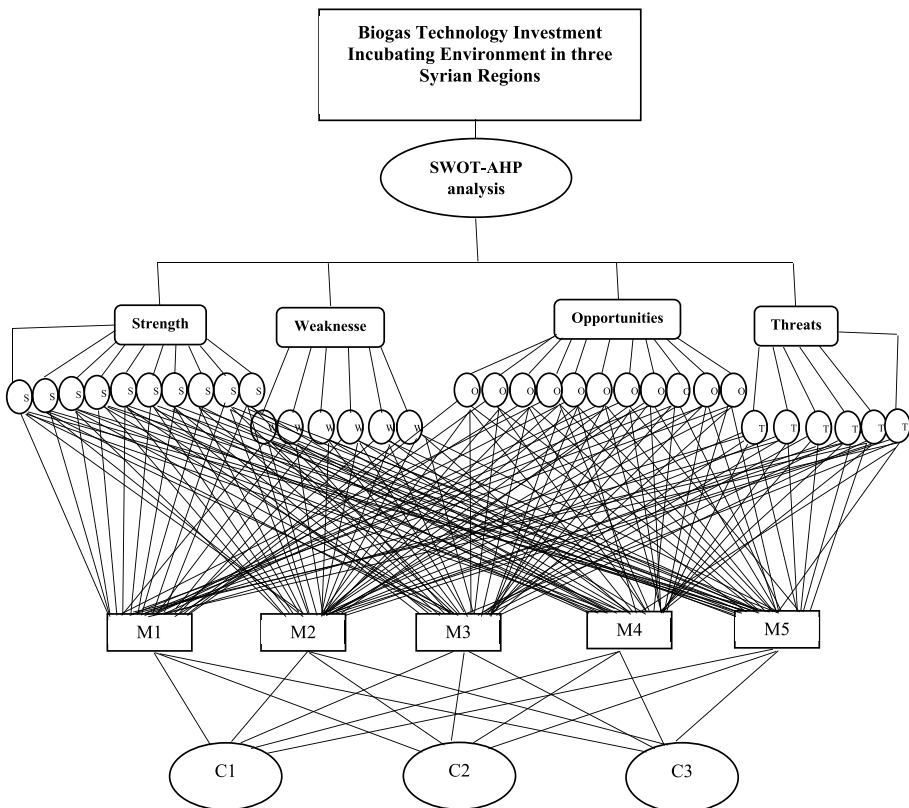 Biogas Technology Investment
Incubating Environment in three
Syrian Regions
SWOT-AHP
analysis
Strength
Weaknesse
Opportunities
Threats
S S S S S S S S S S
W W W W W W
O O O O O O O O O O O
T T T T T T
M1
M2
M3
M4
M5
C1
C2
C3